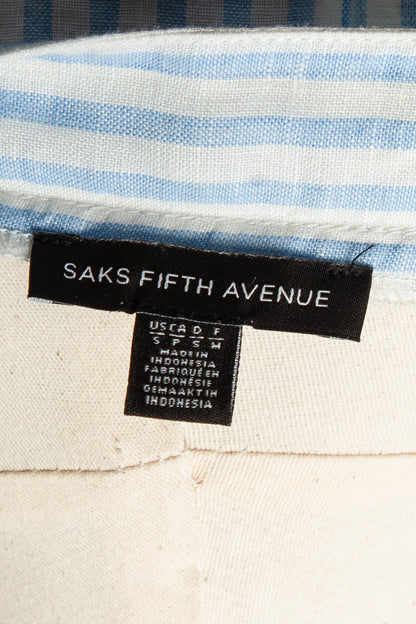 SAKS FIFTH AVENUE
US CA D F
S P S M
MADE IN
INDONESIA
FABRIQUÉ EN
INDONÉSIE
GEMAAKT IN
INDONESIA